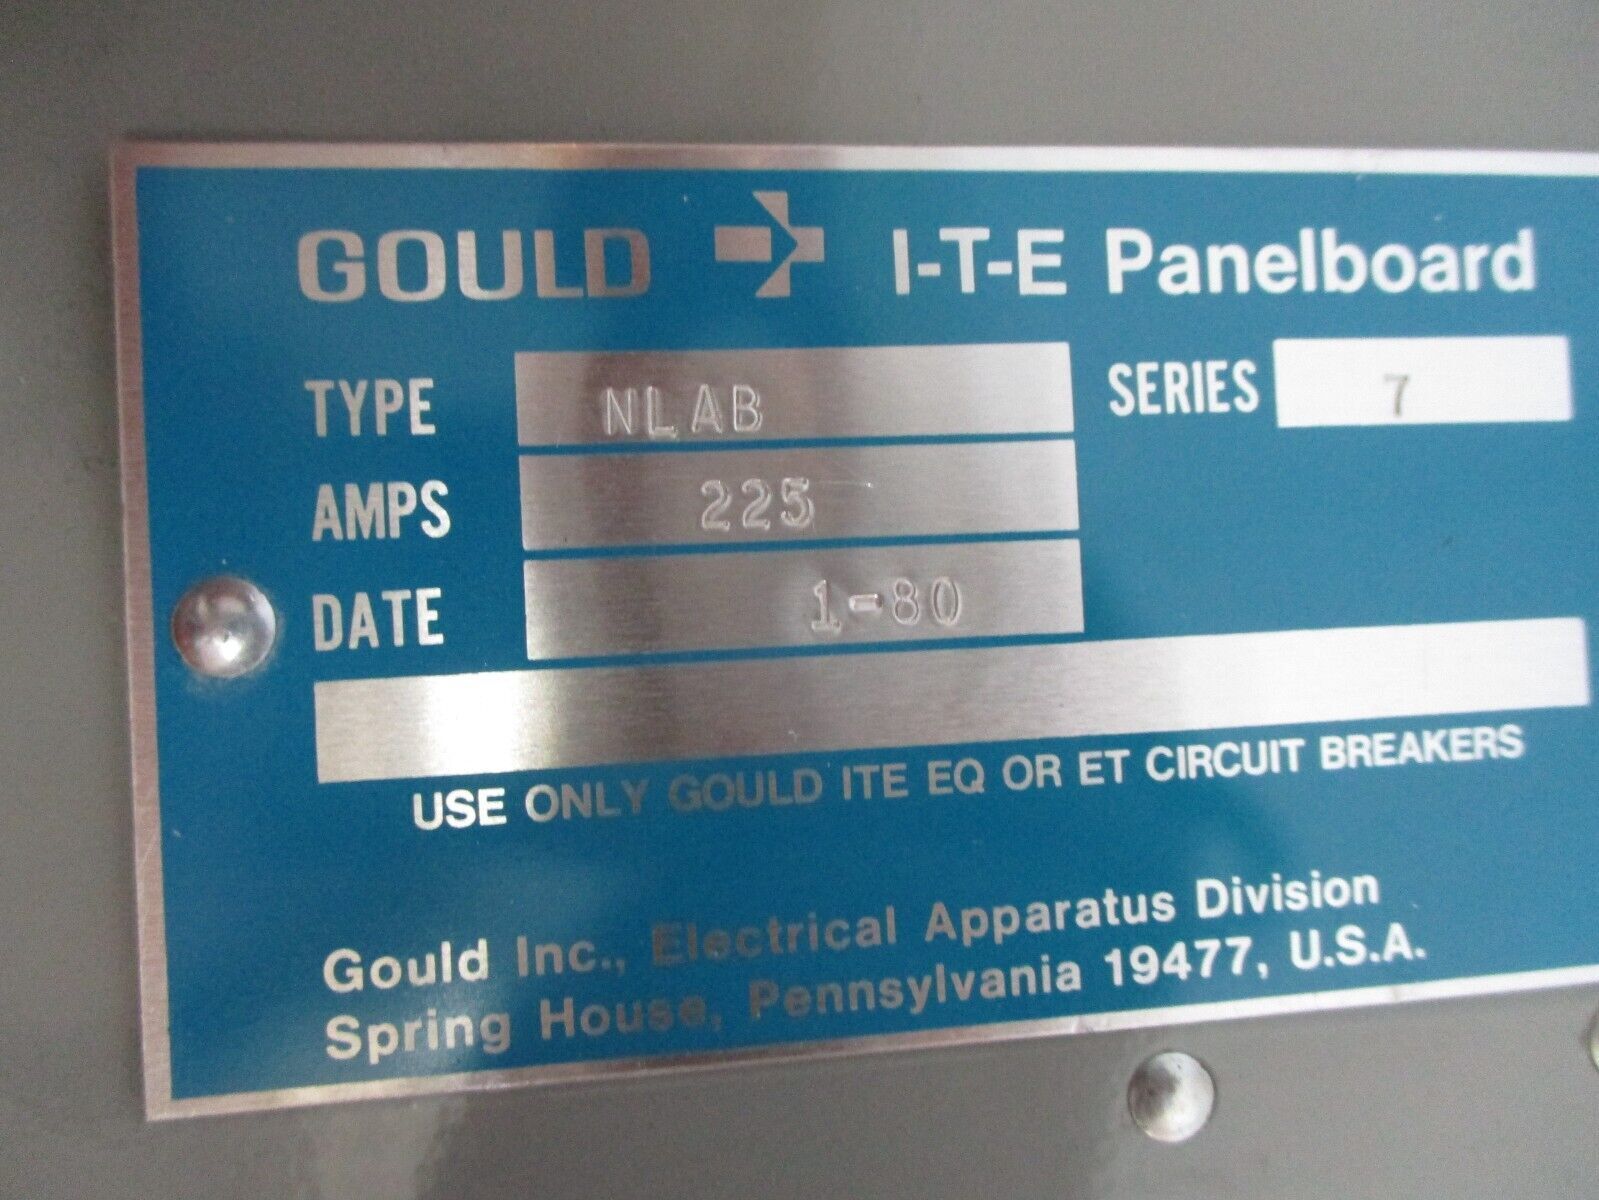 GOULD I-T-E Panelboard
TYPE NLAB SERIES 7
AMPS 225
DATE 1-80
USE ONLY GOULD ITE EQ OR ET CIRCUIT BREAKERS
Gould Inc., Electrical Apparatus Division
Spring House, Pennsylvania 19477, U.S.A.